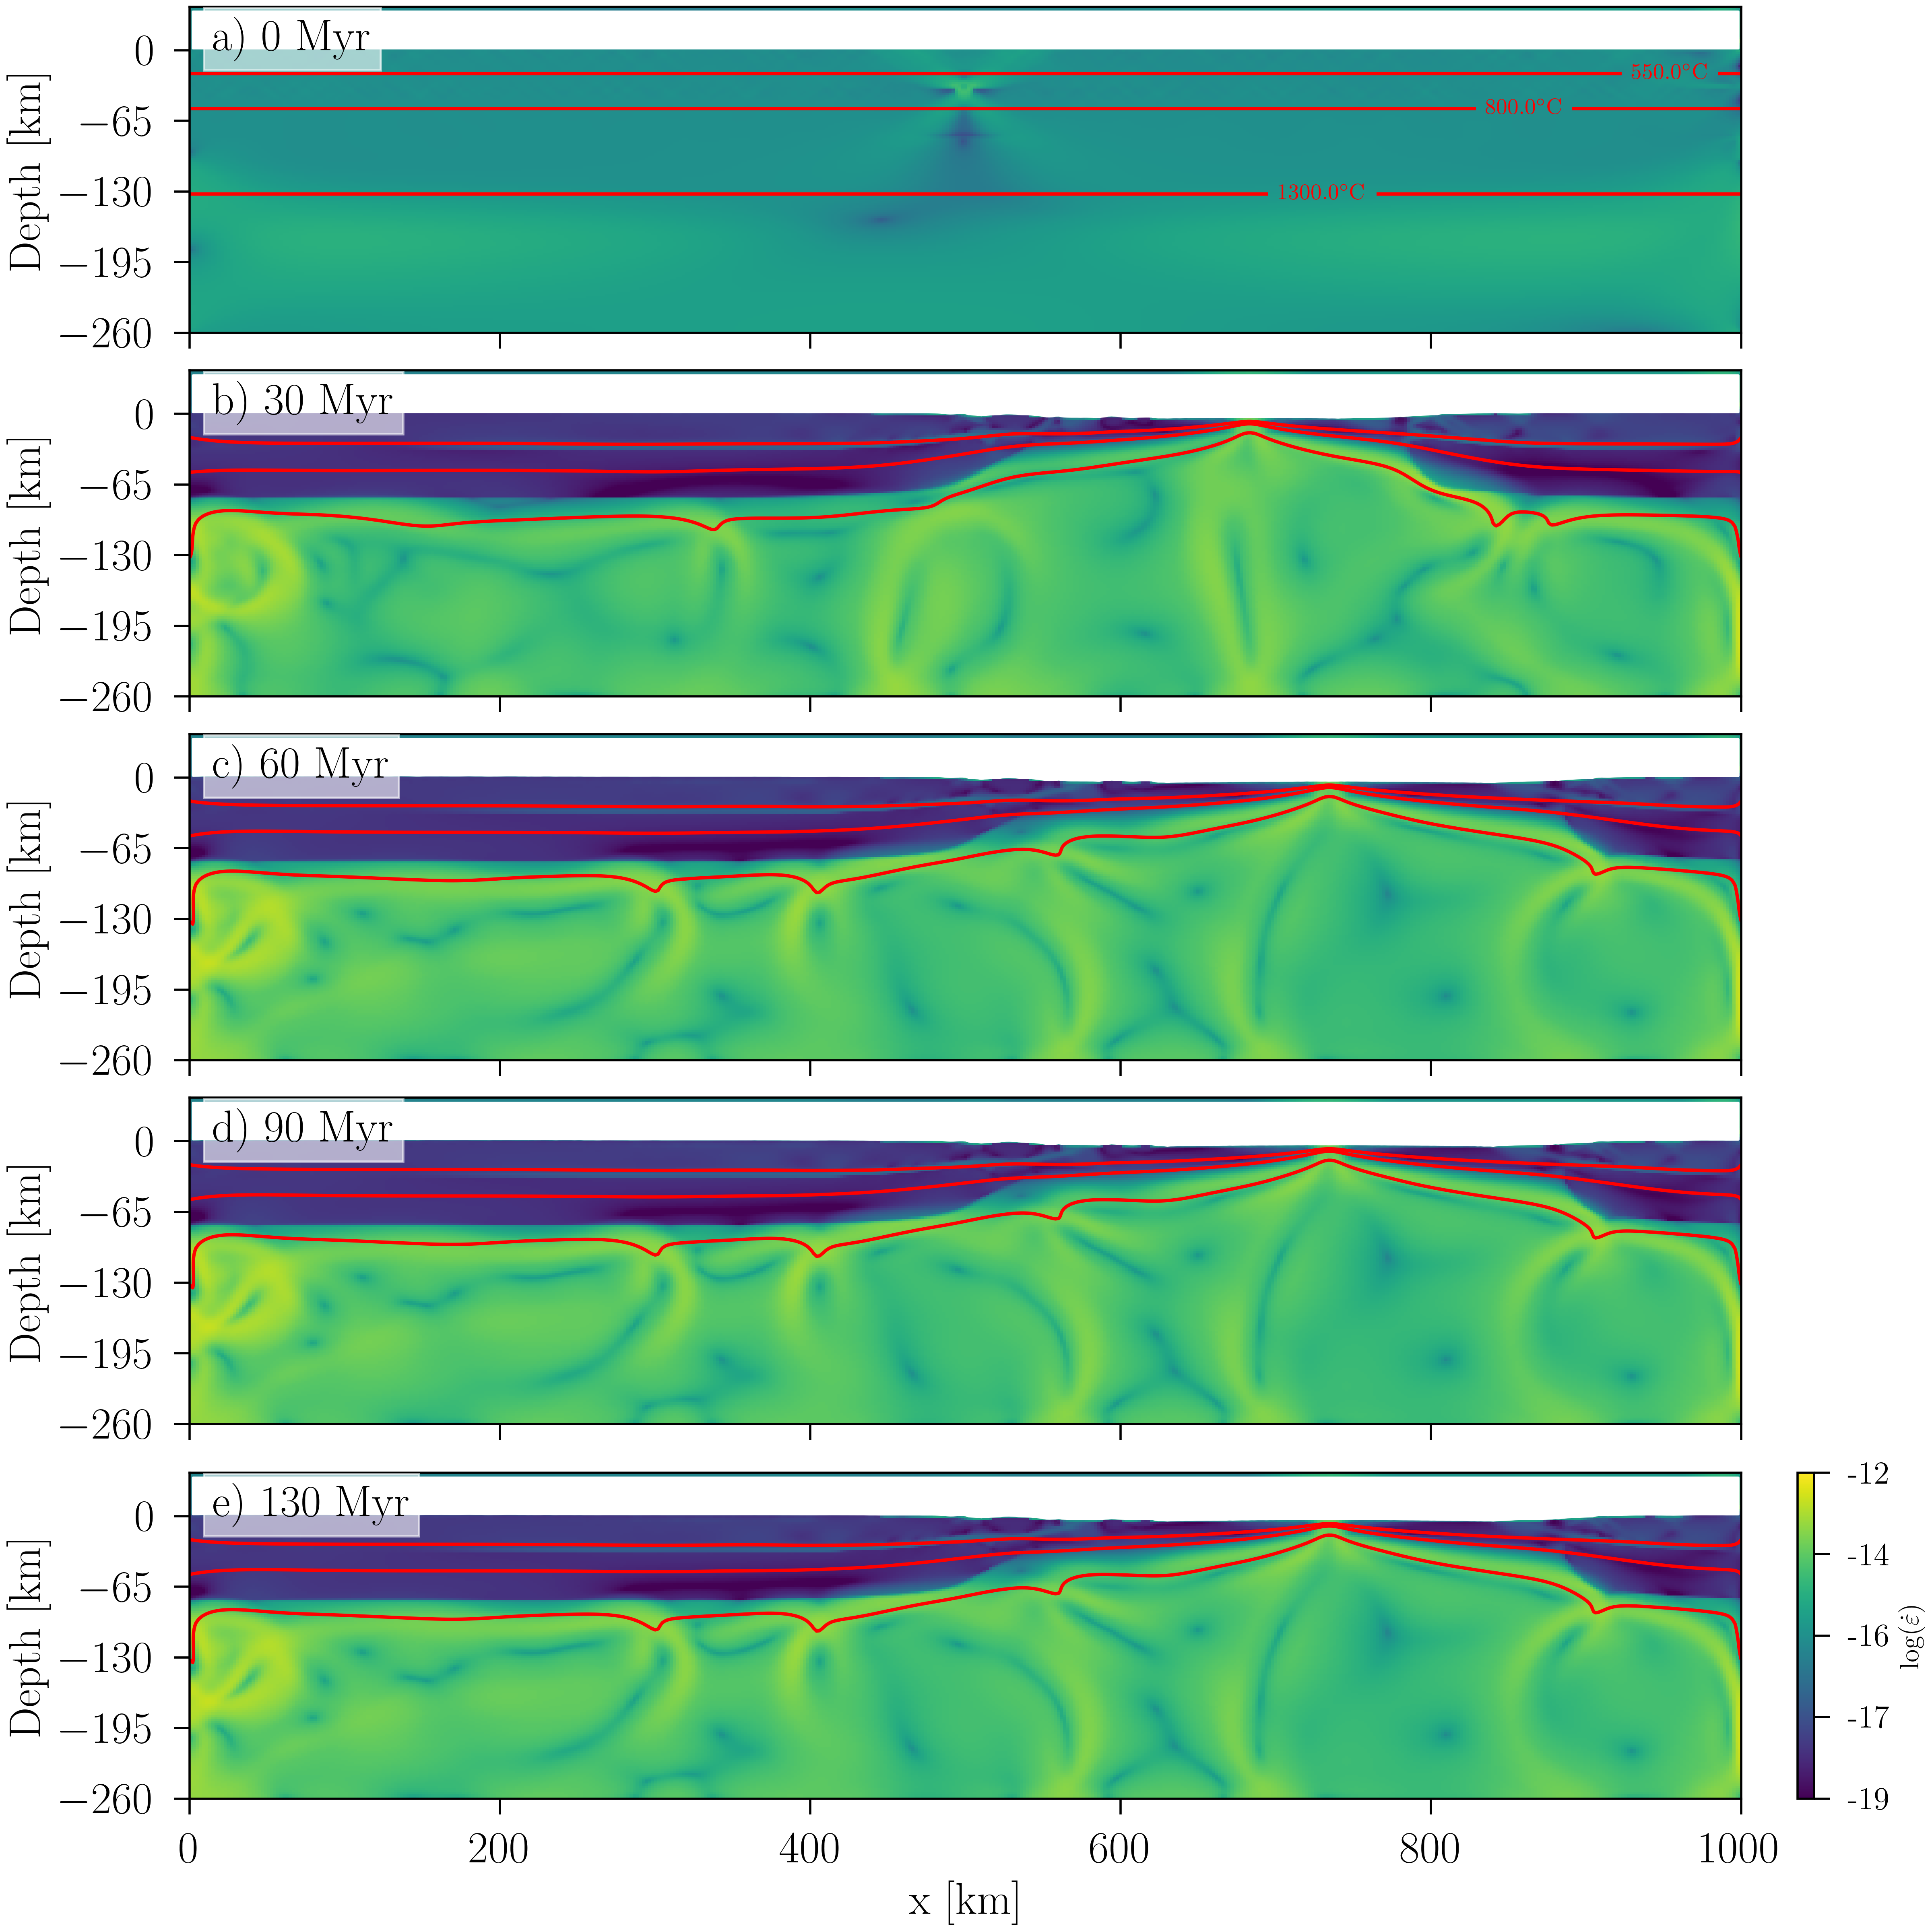 a) 0 Myr
0
−65
−130
−195
−260
Depth [km]
550.0°C
800.0°C
1300.0°C
b) 30 Myr
0
−65
−130
−195
−260
Depth [km]
c) 60 Myr
0
−65
−130
−195
−260
Depth [km]
d) 90 Myr
0
−65
−130
−195
−260
Depth [km]
e) 130 Myr
0
−65
−130
−195
−260
Depth [km]
0 200 400 600 800 1000
x [km]
-12
-14
-16
-17
-19
log(ε̇)